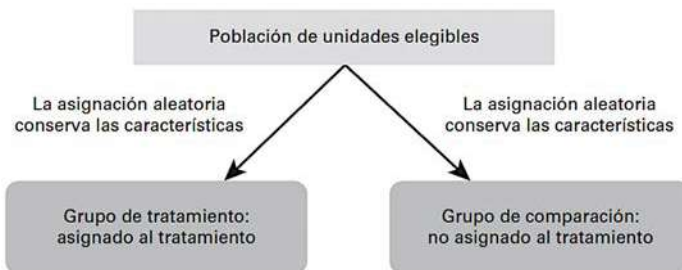 Población de unidades elegibles
La asignación aleatoria
conserva las características
La asignación aleatoria
conserva las características
Grupo de tratamiento:
asignado al tratamiento
Grupo de comparación:
no asignado al tratamiento